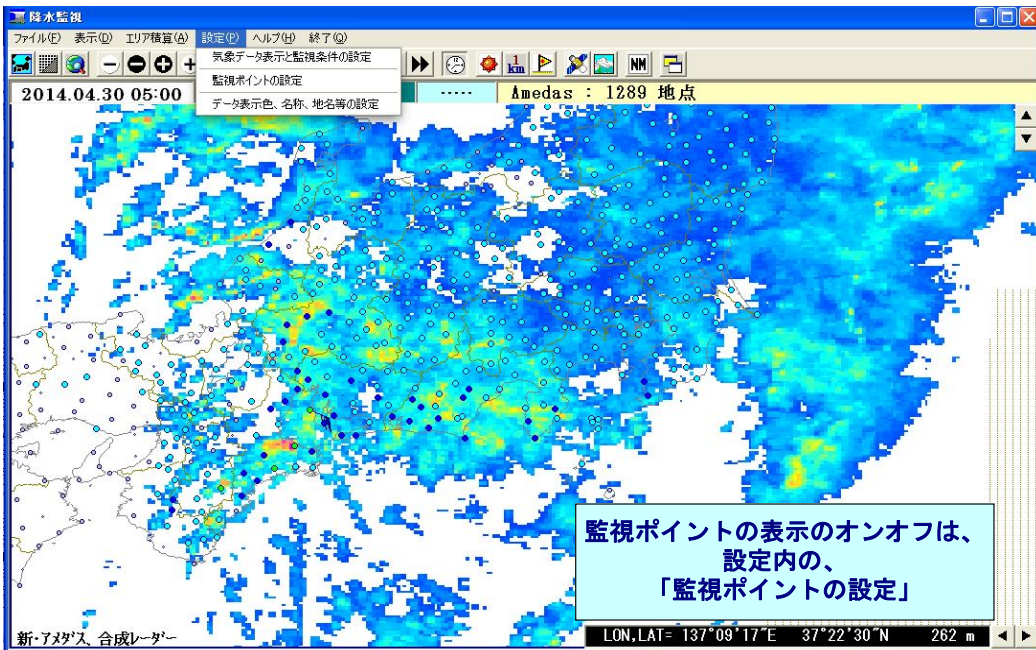 降水監視
ファイル(F) 表示(D) エリア積算(A) 設定(P) ヘルプ(H) 終了(Q)
気象データ表示と監視条件の設定
監視ポイントの設定
データ表示色、名称、地名等の設定
1 km
NM
2014.04.30 05:00 ----- Amedas : 1289 地点
監視ポイントの表示のオンオフは、
設定内の、
「監視ポイントの設定」
新・アメダス、合成レーダー
LON,LAT= 137°09'17"E 37°22'30"N 262 m